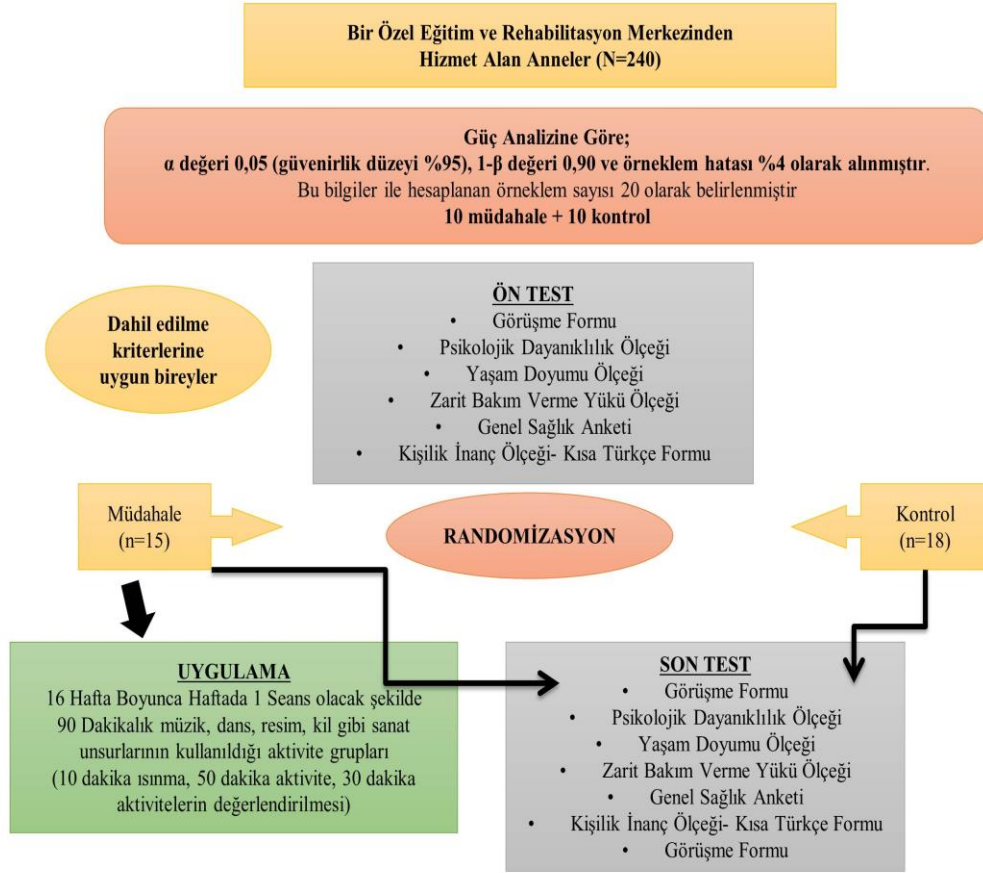 Bir Özel Eğitim ve Rehabilitasyon Merkezinden
Hizmet Alan Anneler (N=240)
Güç Analizine Göre;
α değeri 0,05 (güvenirlik düzeyi %95), 1-β değeri 0,90 ve örneklem hatası %4 olarak alınmıştır.
Bu bilgiler ile hesaplanan örneklem sayısı 20 olarak belirlenmiştir
10 müdahale + 10 kontrol
Dahil edilme
kriterlerine
uygun bireyler
ÖN TEST
• Görüşme Formu
• Psikolojik Dayanıklılık Ölçeği
• Yaşam Doyumu Ölçeği
• Zarit Bakım Verme Yükü Ölçeği
• Genel Sağlık Anketi
• Kişilik İnanç Ölçeği- Kısa Türkçe Formu
Müdahale
(n=15)
RANDOMİZASYON
Kontrol
(n=18)
UYGULAMA
16 Hafta Boyunca Haftada 1 Seans olacak şekilde
90 Dakikalık müzik, dans, resim, kil gibi sanat
unsurlarının kullanıldığı aktivite grupları
(10 dakika ısınma, 50 dakika aktivite, 30 dakika
aktivitelerin değerlendirilmesi)
SON TEST
• Görüşme Formu
• Psikolojik Dayanıklılık Ölçeği
• Yaşam Doyumu Ölçeği
• Zarit Bakım Verme Yükü Ölçeği
• Genel Sağlık Anketi
• Kişilik İnanç Ölçeği- Kısa Türkçe Formu
• Görüşme Formu